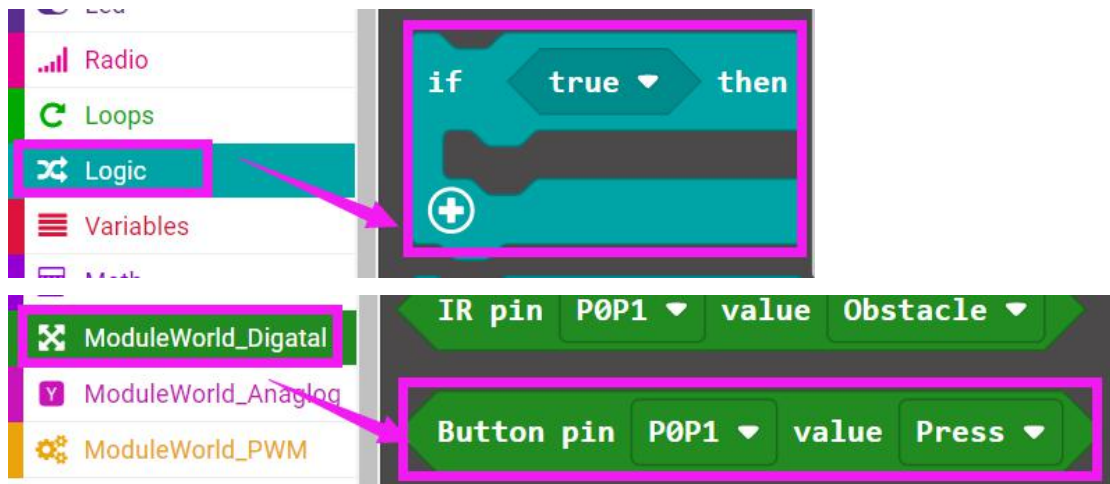 Radio
Loops
Logic
Variables
if true then
ModuleWorld_Digatal
ModuleWorld_Anaglog
ModuleWorld_PWM
IR pin P0P1 value Obstacle
Button pin P0P1 value Press